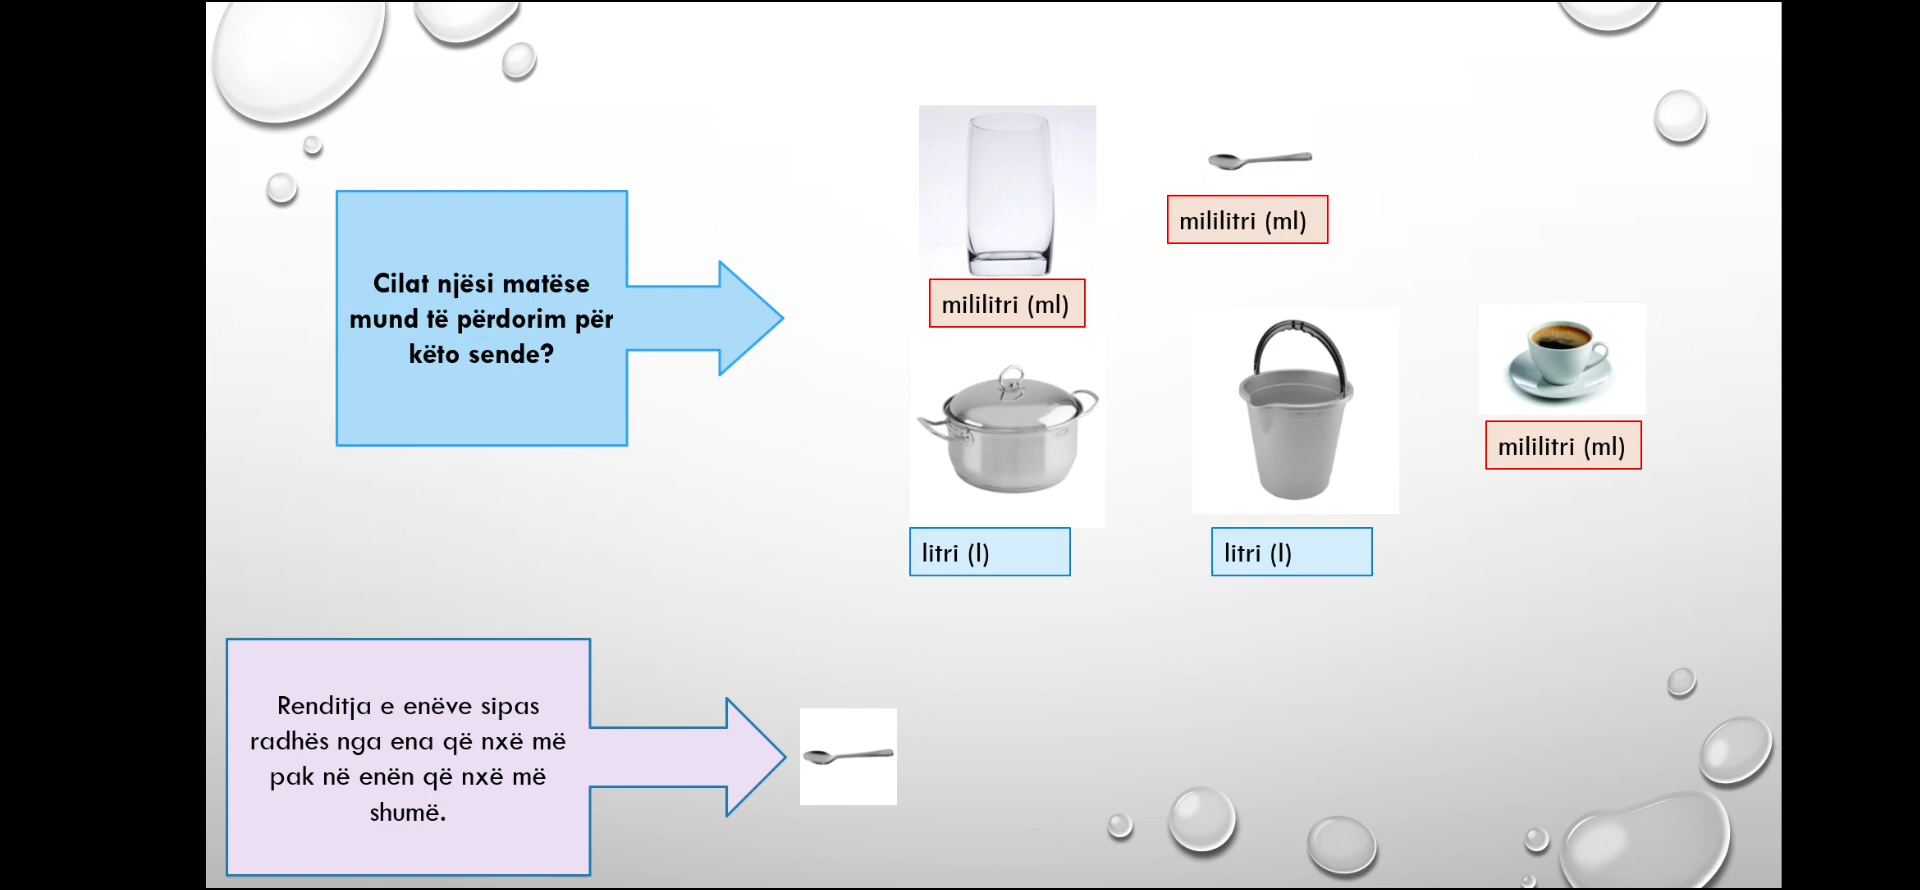 Cilat njësi matëse
mund të përdorim për
këto sende?
mililitri (ml)
mililitri (ml)
mililitri (ml)
litri (l)
litri (l)
Renditja e enëve sipas
radhës nga ena që nxë më
pak në enën që nxë më
shumë.